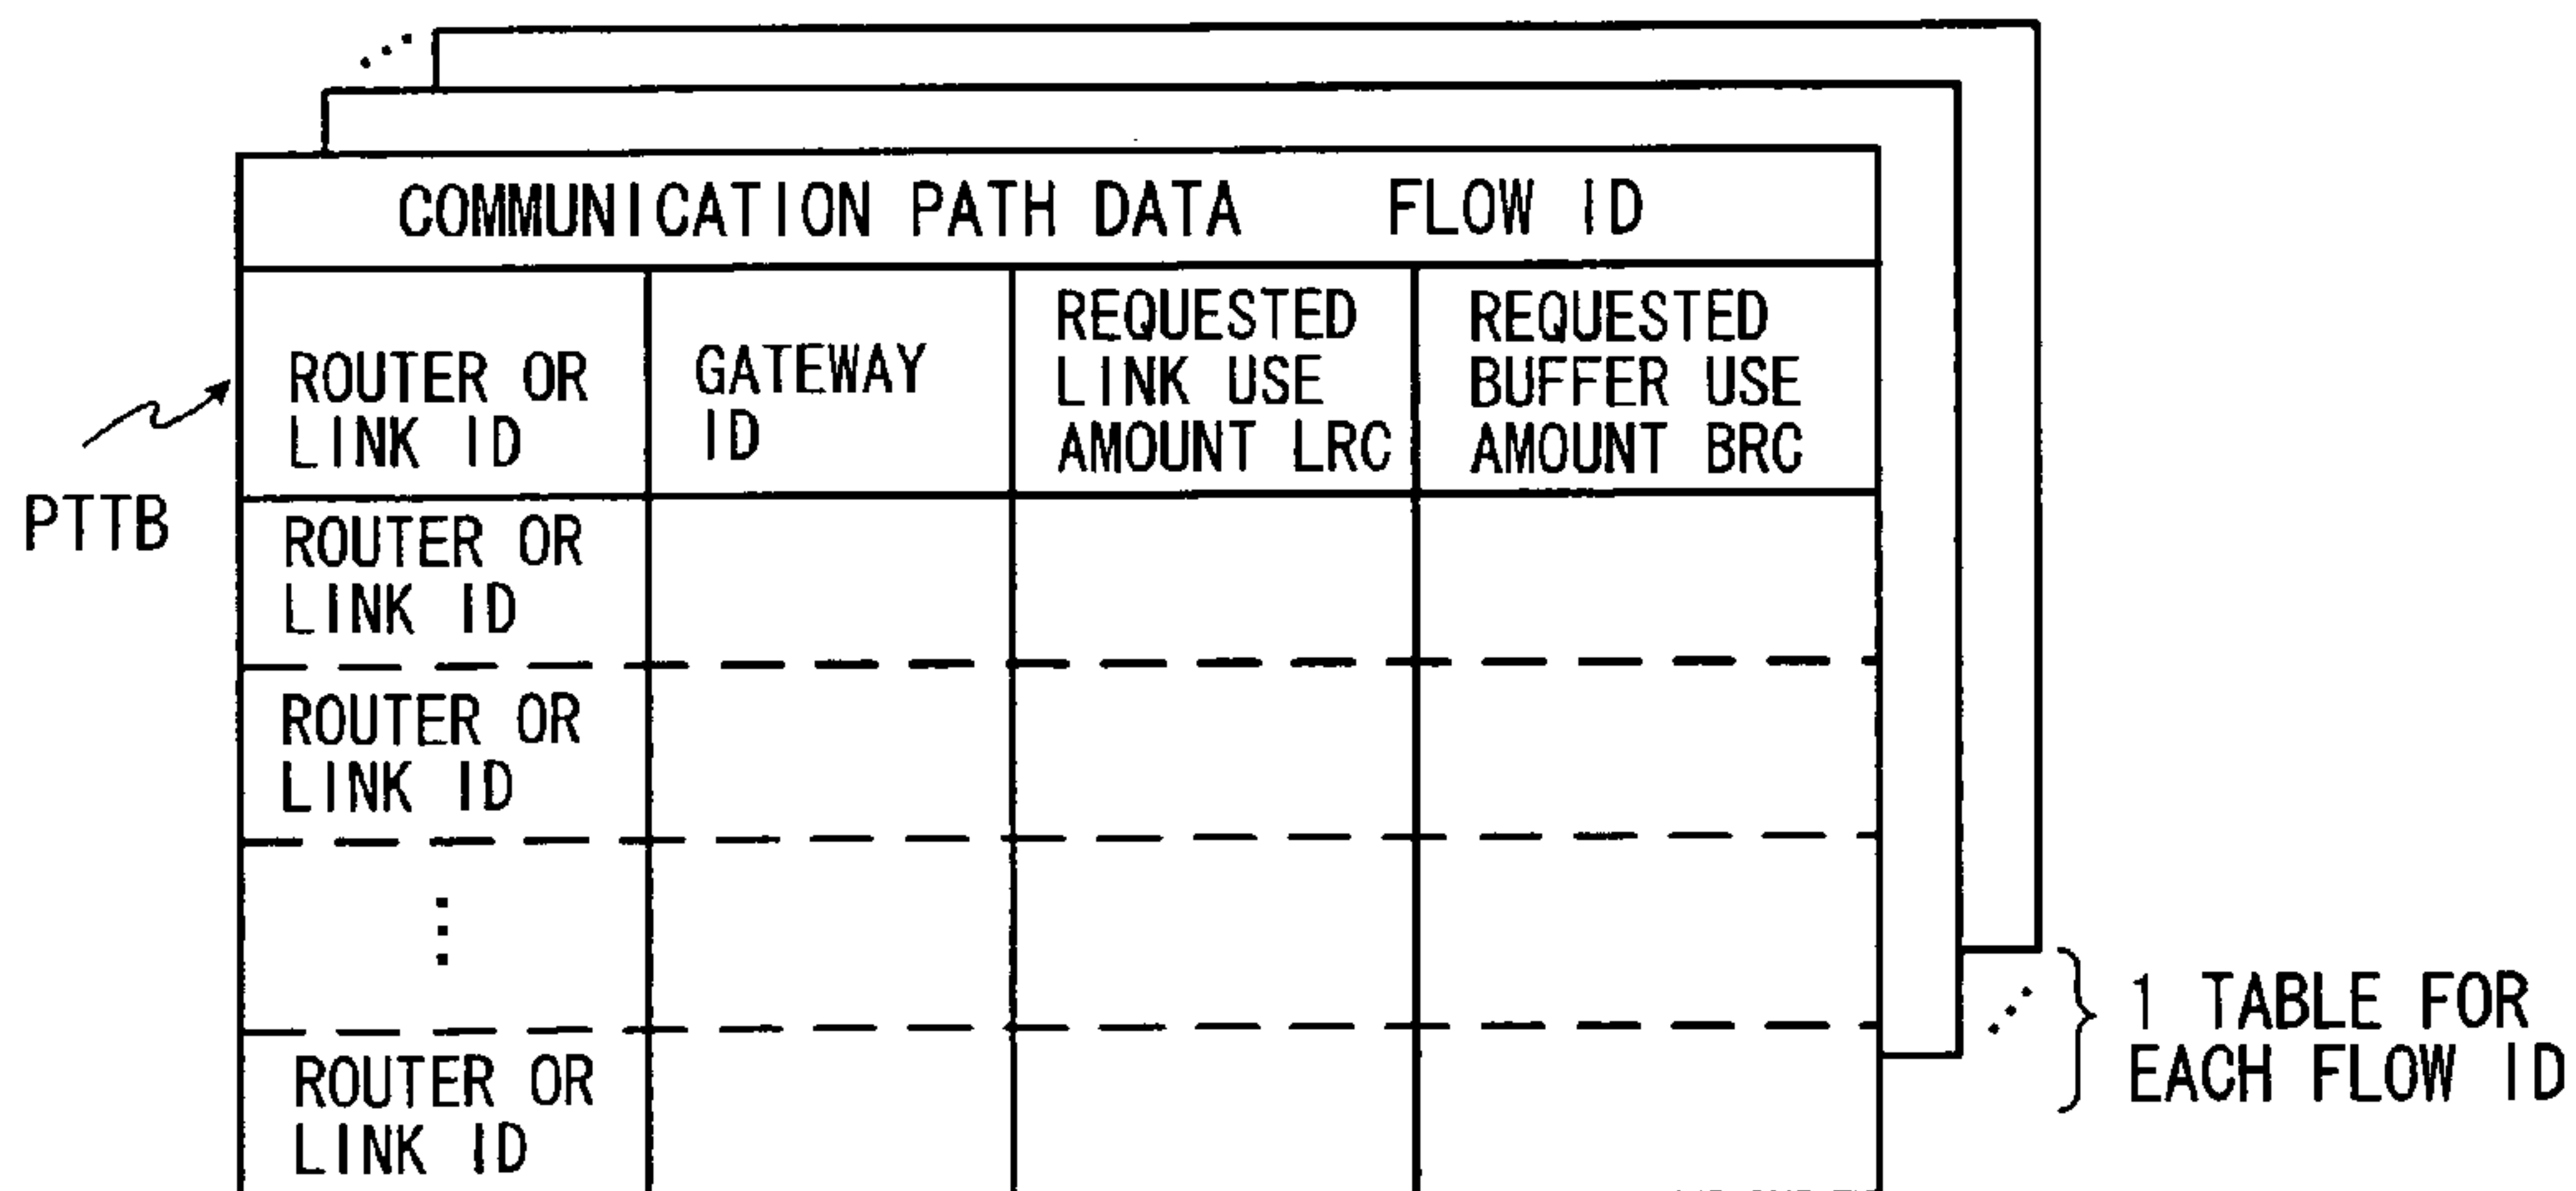 COMMUNICATION PATH DATA FLOW ID
ROUTER OR
LINK ID
GATEWAY
ID
REQUESTED
LINK USE
AMOUNT LRC
REQUESTED
BUFFER USE
AMOUNT BRC
PTTB
ROUTER OR
LINK ID
ROUTER OR
LINK ID
ROUTER OR
LINK ID
1 TABLE FOR
EACH FLOW ID